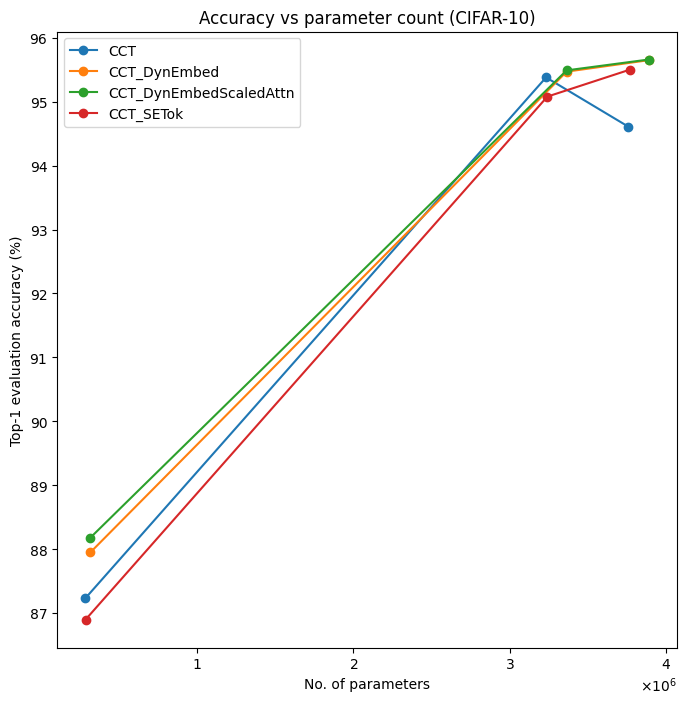 Accuracy vs parameter count (CIFAR-10)
CCT
CCT_DynEmbed
CCT_DynEmbedScaledAttn
CCT_SETok
Top-1 evaluation accuracy (%)
96
95
94
93
92
91
90
89
88
87
1 2 3 4
No. of parameters
×10⁶